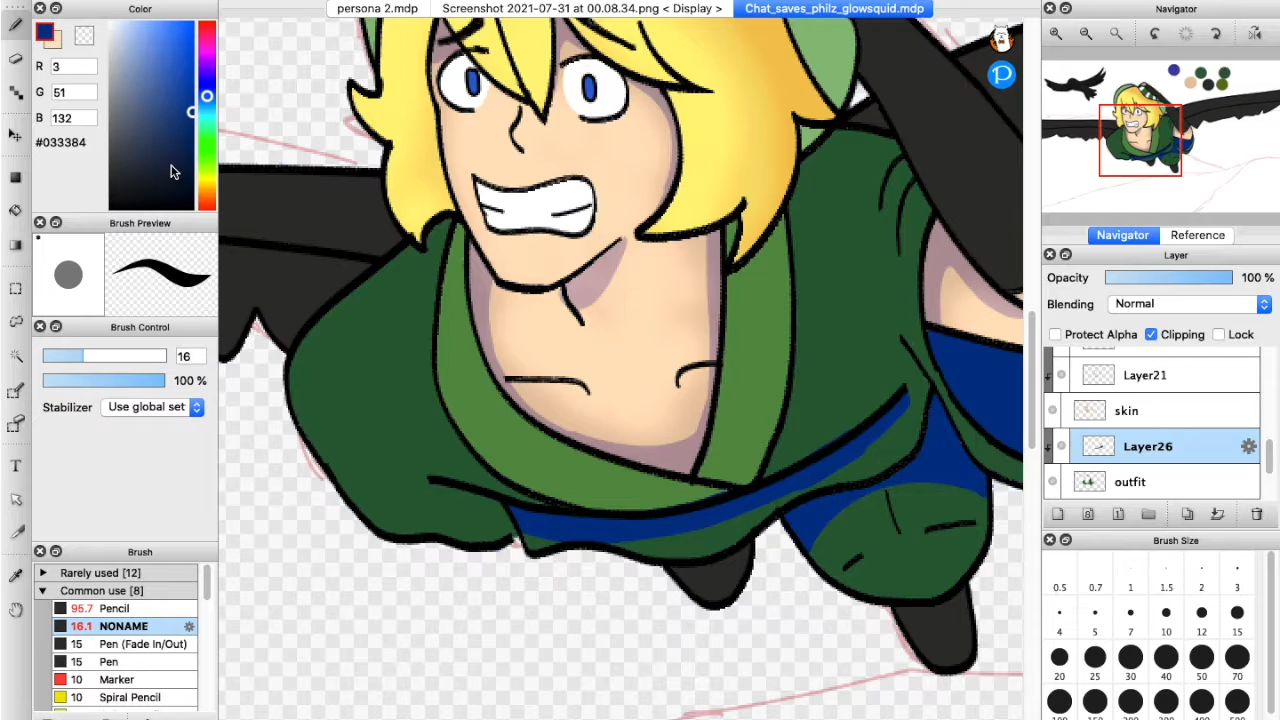 Color
persona 2.mdp
Screenshot 2021-07-31 at 00.08.34.png < Display >
Chat_saves_philz_glowsquid.mdp
Navigator
R 3
G 51
B 132
#033384
Brush Preview
Navigator
Reference
Layer
Opacity 100 %
Blending Normal
Brush Control
16
100 %
Protect Alpha
Clipping
Lock
Stabilizer Use global set
Layer21
skin
Layer26
outfit
Brush
Brush Size
Rarely used [12]
Common use [8]
95.7 Pencil
16.1 NONAME
15 Pen (Fade In/Out)
15 Pen
10 Marker
10 Spiral Pencil
0.5 0.7 1 1.5 2 3
4 5 7 10 12 15
20 25 30 40 50 70